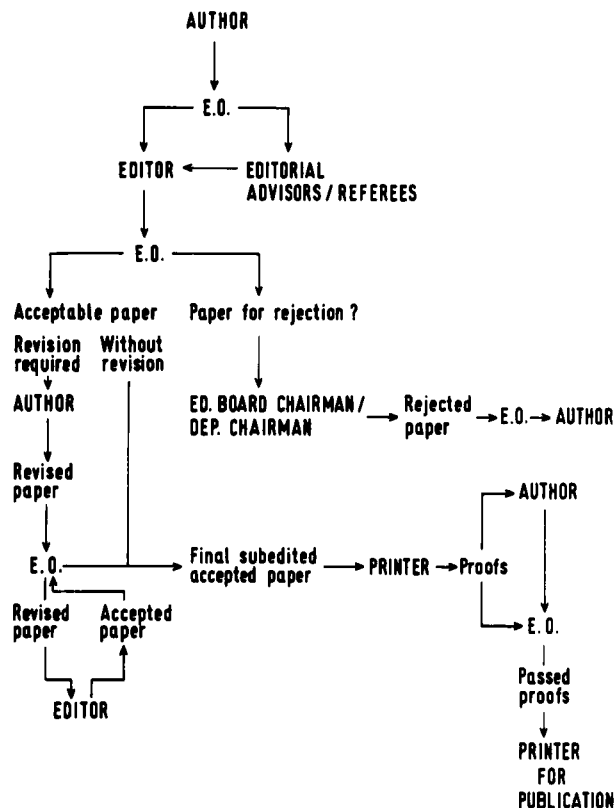 AUTHOR
E.O.
EDITOR
EDITORIAL
ADVISORS / REFEREES
E.O.
Acceptable paper
Paper for rejection ?
Revision
required
Without
revision
AUTHOR
ED. BOARD CHAIRMAN /
DEP. CHAIRMAN
Rejected
paper
E.O.
AUTHOR
Revised
paper
AUTHOR
E.O.
Final subedited
accepted paper
PRINTER
Proofs
Revised
paper
Accepted
paper
E.O.
EDITOR
Passed
proofs
PRINTER
FOR
PUBLICATION